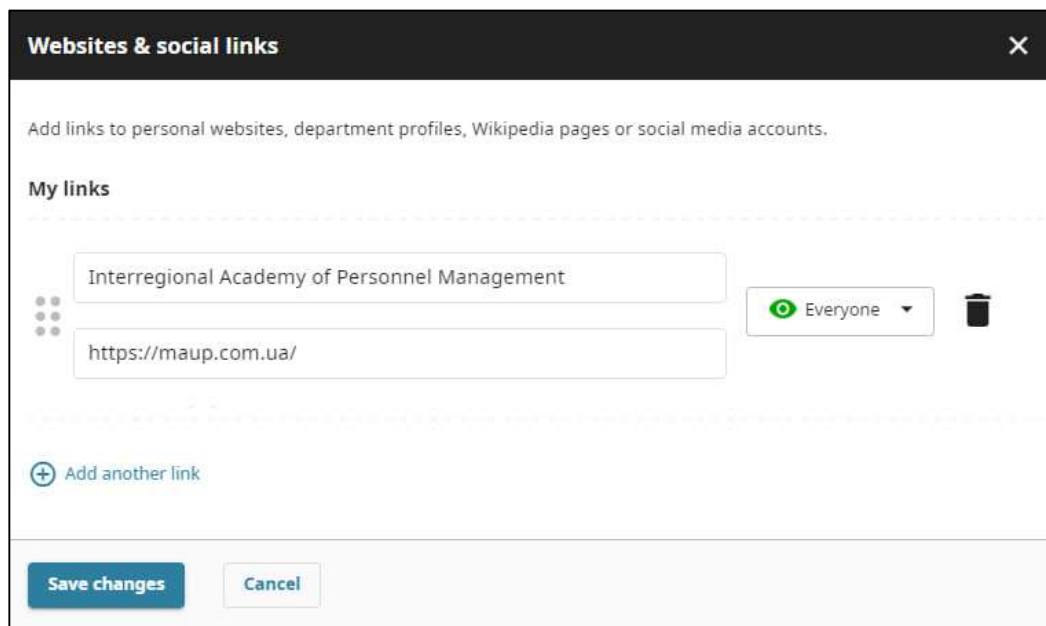 Websites & social links
Add links to personal websites, department profiles, Wikipedia pages or social media accounts.
My links
Interregional Academy of Personnel Management
https://maup.com.ua/
Everyone
Add another link
Save changes
Cancel